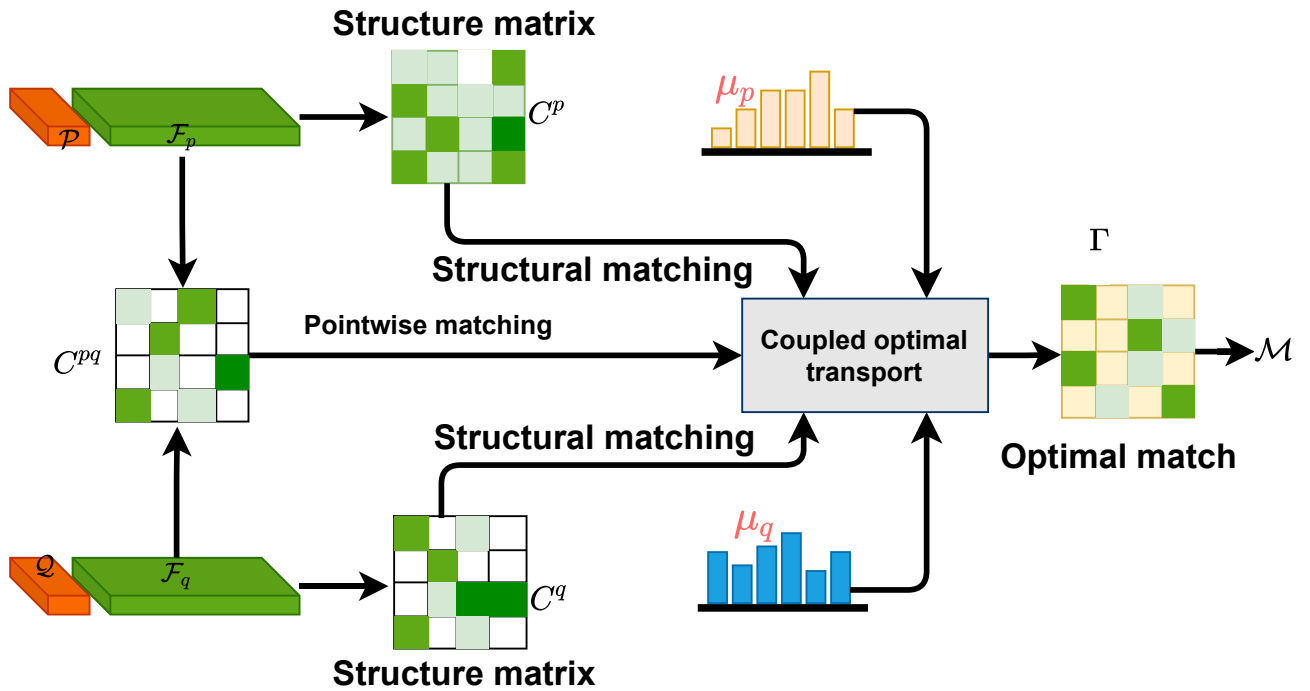 Structure matrix
μ_p
𝒫
ℱ_p
C^p
Γ
Structural matching
Pointwise matching
C^{pq}
Coupled optimal
transport
ℳ
Structural matching
Optimal match
μ_q
𝒬
ℱ_q
C^q
Structure matrix